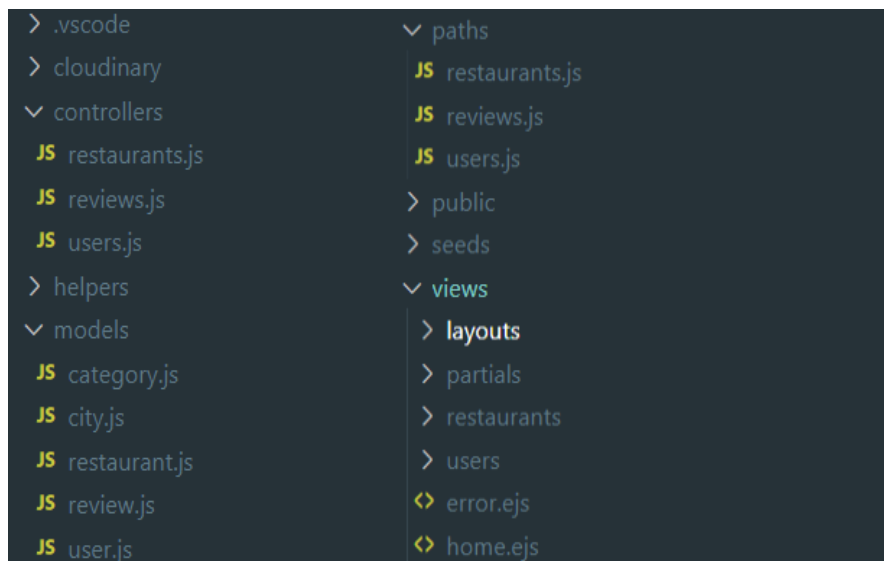 .vscode
cloudinary
controllers
JS restaurants.js
JS reviews.js
JS users.js
helpers
models
JS category.js
JS city.js
JS restaurant.js
JS review.js
JS user.js
paths
JS restaurants.js
JS reviews.js
JS users.js
public
seeds
views
layouts
partials
restaurants
users
<> error.ejs
<> home.ejs